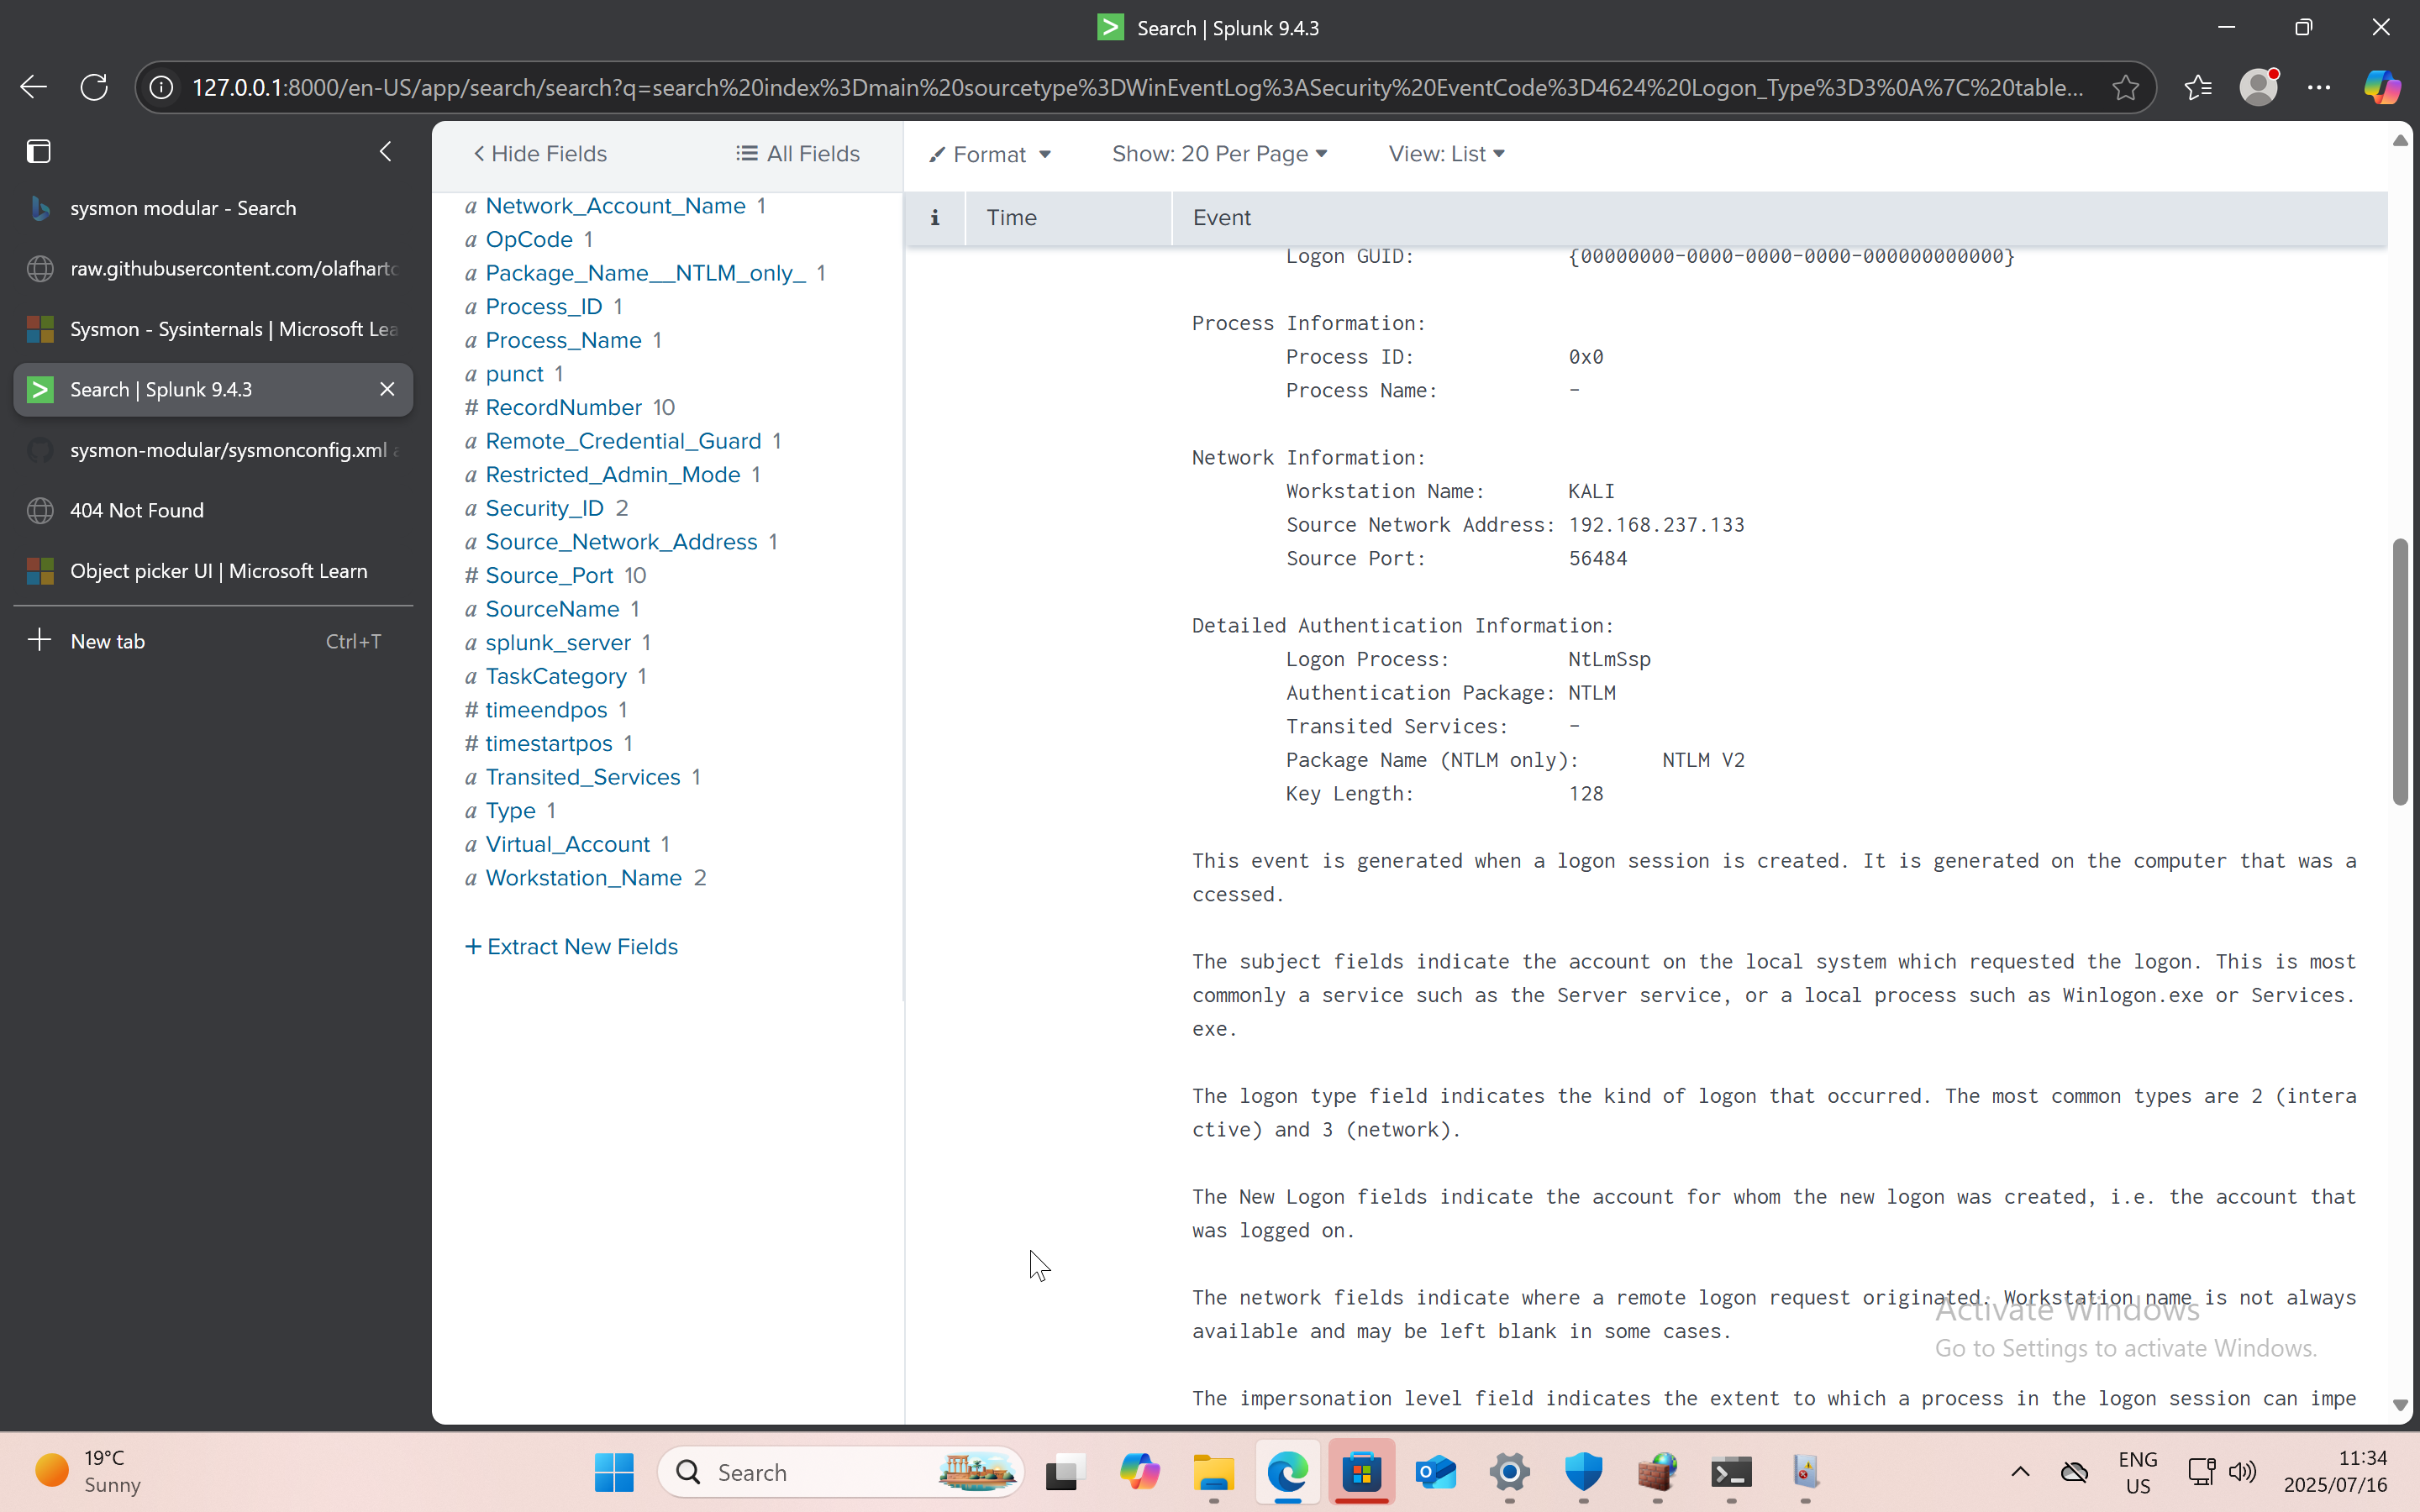 Search | Splunk 9.4.3
127.0.0.1:8000/en-US/app/search/search?q=search%20index%3Dmain%20sourcetype%3DWinEventLog%3ASecurity%20EventCode%3D4624%20Logon_Type%3D3%0A%7C%20table...
sysmon modular - Search
raw.githubusercontent.com/olafhartc
Sysmon - Sysinternals | Microsoft Lea
Search | Splunk 9.4.3
sysmon-modular/sysmonconfig.xml a
404 Not Found
Object picker UI | Microsoft Learn
New tab Ctrl+T
Hide Fields All Fields
a Network_Account_Name 1
a OpCode 1
a Package_Name__NTLM_only_ 1
a Process_ID 1
a Process_Name 1
a punct 1
# RecordNumber 10
a Remote_Credential_Guard 1
a Restricted_Admin_Mode 1
a Security_ID 2
a Source_Network_Address 1
# Source_Port 10
a SourceName 1
a splunk_server 1
a TaskCategory 1
# timeendpos 1
# timestartpos 1
a Transited_Services 1
a Type 1
a Virtual_Account 1
a Workstation_Name 2
+ Extract New Fields
Format Show: 20 Per Page View: List
i Time Event
Logon GUID: {00000000-0000-0000-0000-000000000000}
Process Information:
Process ID: 0x0
Process Name: -
Network Information:
Workstation Name: KALI
Source Network Address: 192.168.237.133
Source Port: 56484
Detailed Authentication Information:
Logon Process: NtLmSsp
Authentication Package: NTLM
Transited Services: -
Package Name (NTLM only): NTLM V2
Key Length: 128
This event is generated when a logon session is created. It is generated on the computer that was a
ccessed.
The subject fields indicate the account on the local system which requested the logon. This is most
commonly a service such as the Server service, or a local process such as Winlogon.exe or Services.
exe.
The logon type field indicates the kind of logon that occurred. The most common types are 2 (intera
ctive) and 3 (network).
The New Logon fields indicate the account for whom the new logon was created, i.e. the account that
was logged on.
The network fields indicate where a remote logon request originated. Workstation name is not always
available and may be left blank in some cases.
The impersonation level field indicates the extent to which a process in the logon session can impe
Activate Windows
Go to Settings to activate Windows.
19°C
Sunny
Search
ENG
US
11:34
2025/07/16